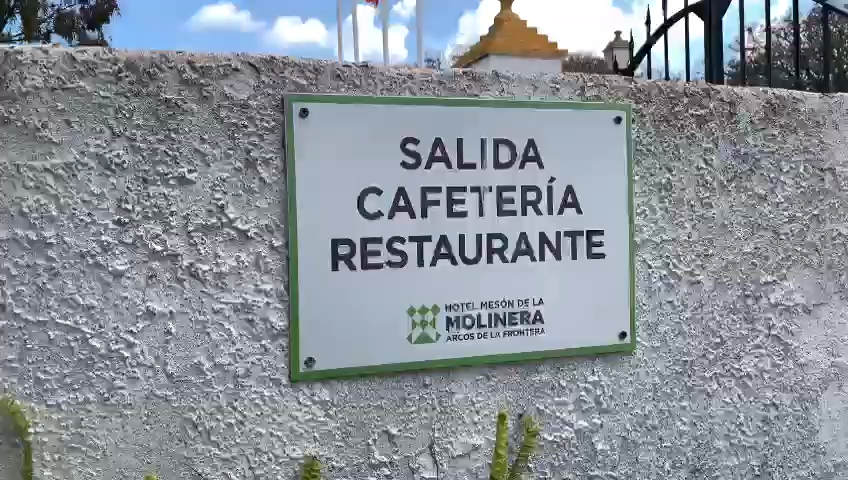 SALIDA
CAFETERÍA
RESTAURANTE
HOTEL MESÓN DE LA
MOLINERA
ARCOS DE LA FRONTERA